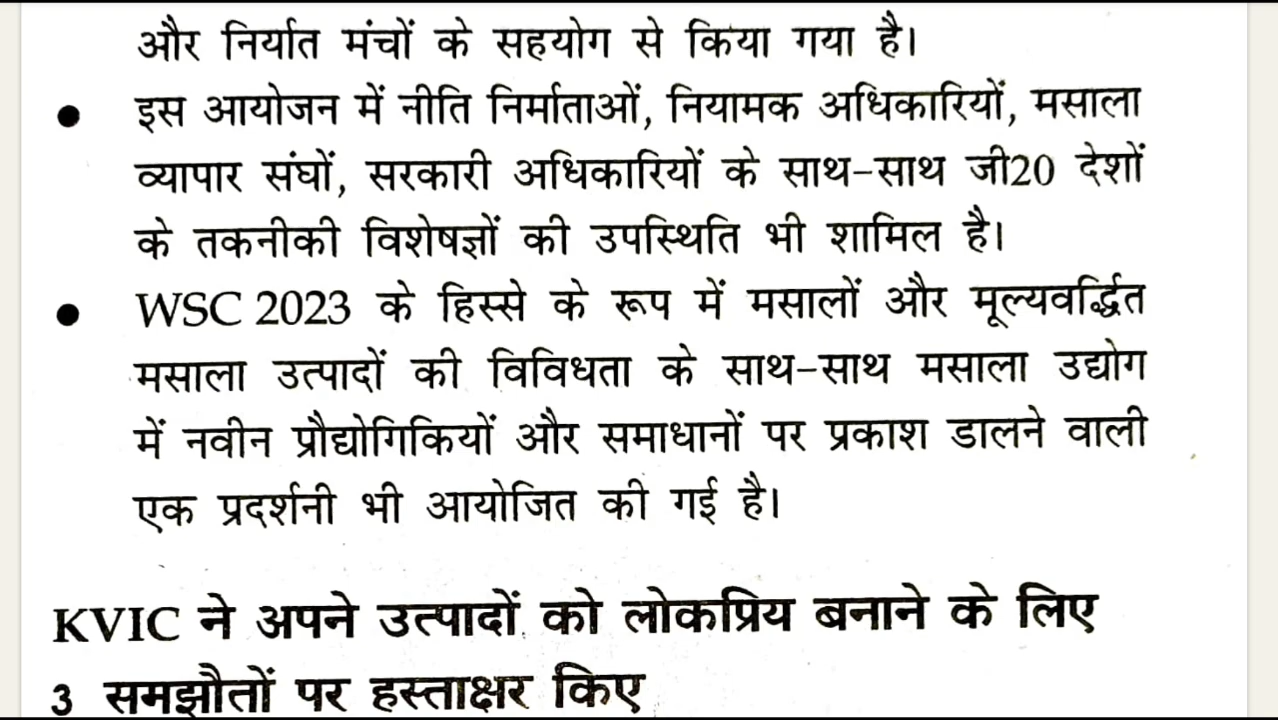 और निर्यात मंचों के सहयोग से किया गया है।
● इस आयोजन में नीति निर्माताओं, नियामक अधिकारियों, मसाला
व्यापार संघों, सरकारी अधिकारियों के साथ-साथ जी20 देशों
के तकनीकी विशेषज्ञों की उपस्थिति भी शामिल है।
● WSC 2023 के हिस्से के रूप में मसालों और मूल्यवर्द्धित
मसाला उत्पादों की विविधता के साथ-साथ मसाला उद्योग
में नवीन प्रौद्योगिकियों और समाधानों पर प्रकाश डालने वाली
एक प्रदर्शनी भी आयोजित की गई है।
KVIC ने अपने उत्पादों को लोकप्रिय बनाने के लिए
3 समझौतों पर हस्ताक्षर किए